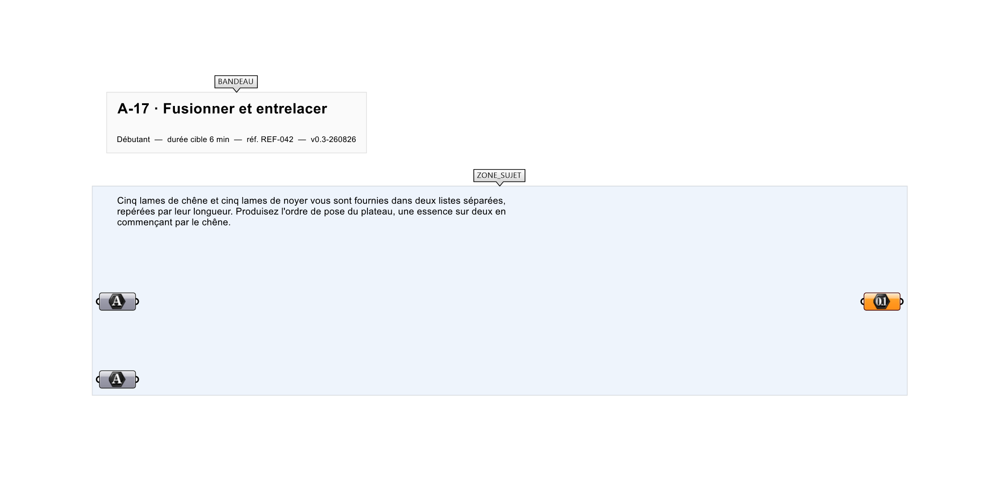 BANDEAU
A-17 · Fusionner et entrelacer
Débutant — durée cible 6 min — réf. REF-042 — v0.3-260826
ZONE_SUJET
Cinq lames de chêne et cinq lames de noyer vous sont fournies dans deux listes séparées,
repérées par leur longueur. Produisez l'ordre de pose du plateau, une essence sur deux en
commençant par le chêne.
A
0.1
A